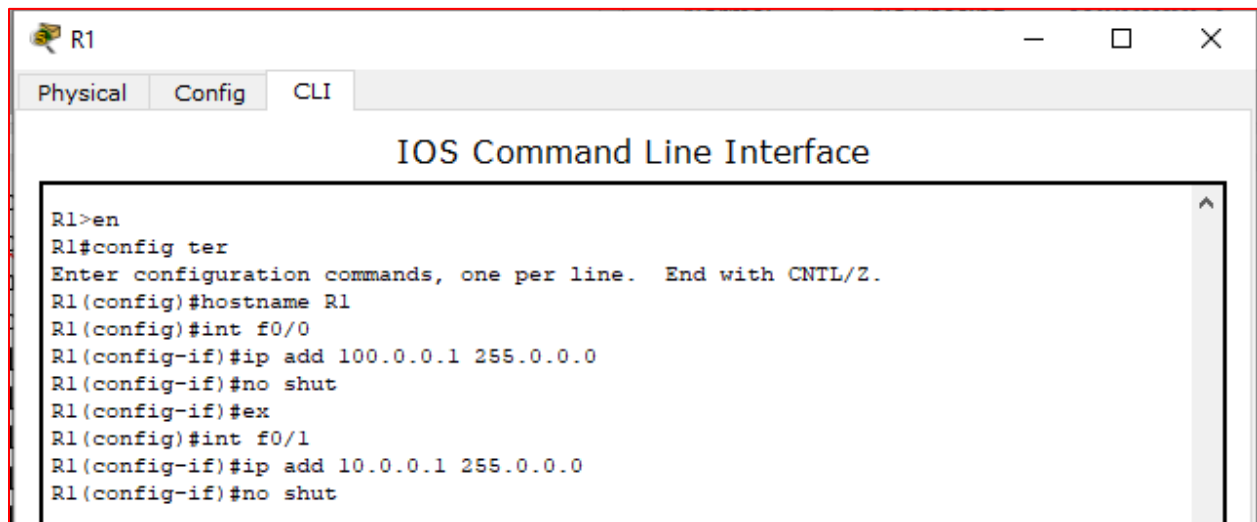 R1
Physical Config CLI
IOS Command Line Interface
R1>en
R1#config ter
Enter configuration commands, one per line.  End with CNTL/Z.
R1(config)#hostname R1
R1(config)#int f0/0
R1(config-if)#ip add 100.0.0.1 255.0.0.0
R1(config-if)#no shut
R1(config-if)#ex
R1(config)#int f0/1
R1(config-if)#ip add 10.0.0.1 255.0.0.0
R1(config-if)#no shut